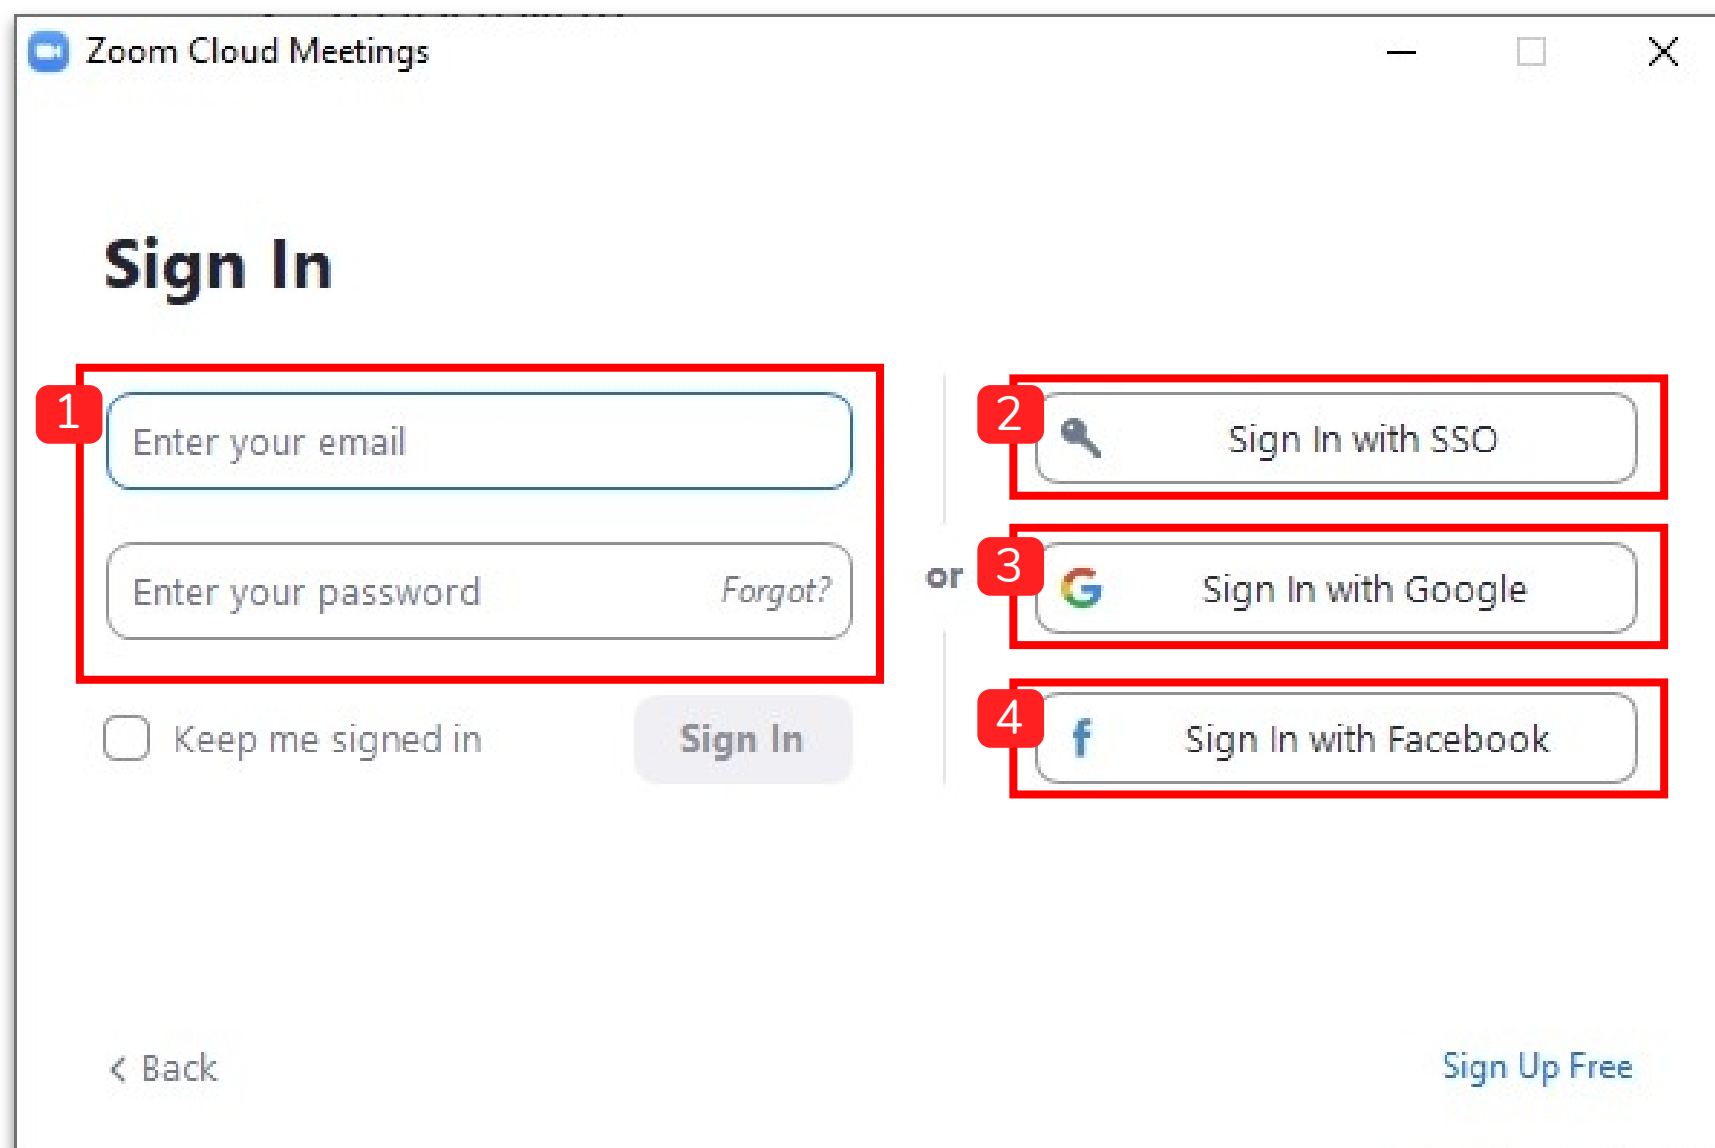 Zoom Cloud Meetings
Sign In
1
Enter your email
Enter your password Forgot?
Keep me signed in Sign In
or
2 Sign In with SSO
3 Sign In with Google
4 Sign In with Facebook
< Back
Sign Up Free